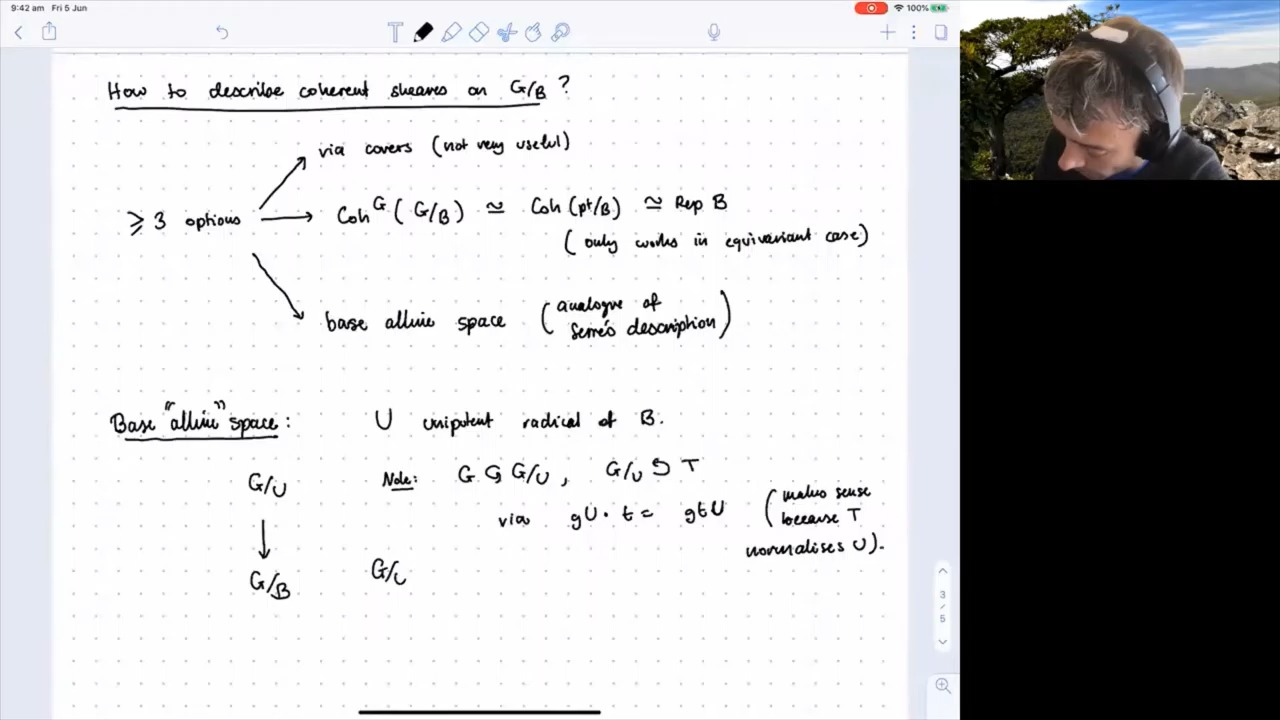 9:42 am Fri 5 Jun
100%
How to describe coherent sheaves on G/B ?
via covers (not very useful)
≥ 3 options
Coh^G ( G/B ) ≃ Coh (pt/B) ≃ Rep B
( only works in equivariant case)
base affine space ( analogue of Serre's description )
Base "affine" space :
U unipotent radical of B.
G/U
Note: G ↻ G/U , G/U ↺ T
via gU · t = gtU
( makes sense because T normalises U ).
G/B
G/U
3
/
5